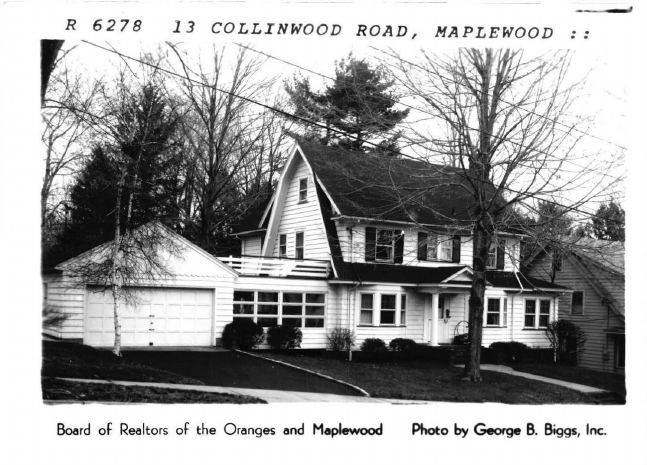 R 6278 13 COLLINWOOD ROAD, MAPLEWOOD ::
Board of Realtors of the Oranges and Maplewood Photo by George B. Biggs, Inc.